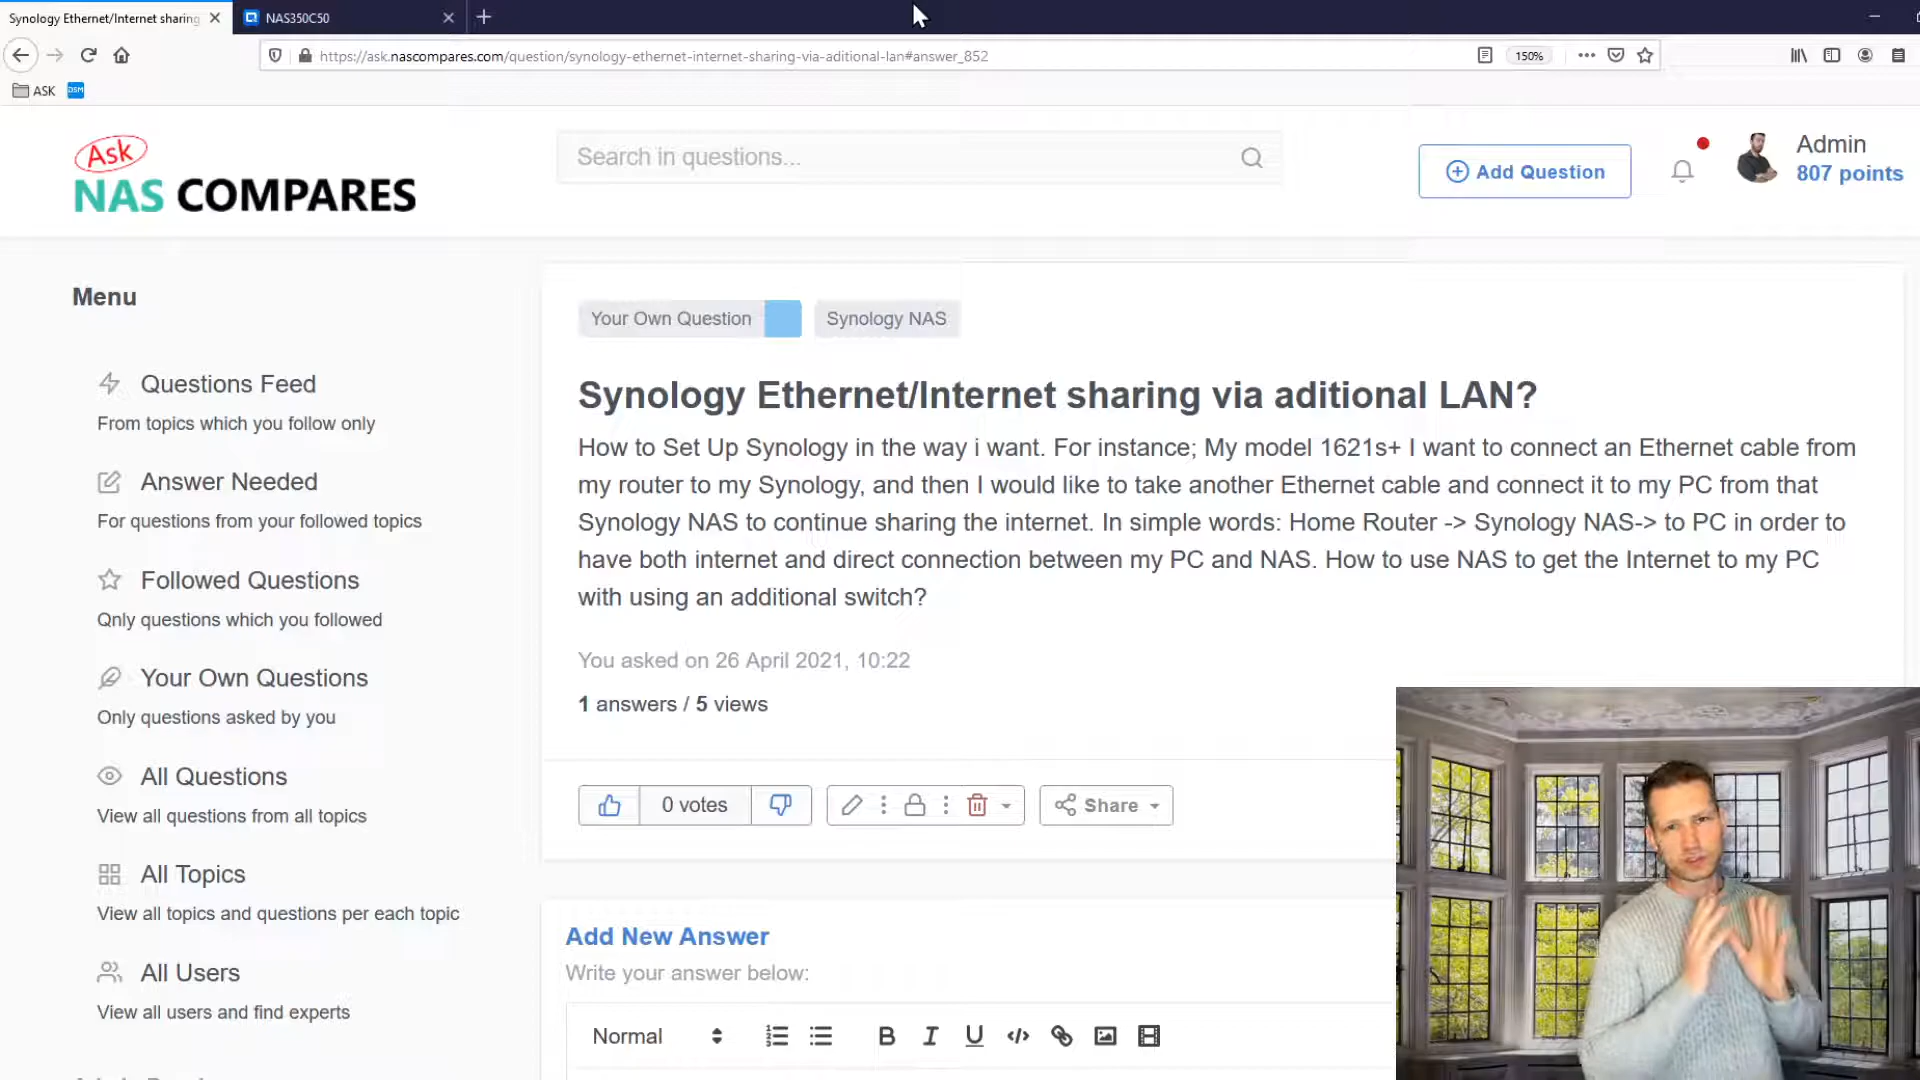 Synology Ethernet/Internet sharing
NAS350C50
https://ask.nascompares.com/question/synology-ethernet-internet-sharing-via-aditional-lan#answer_852
150%
ASK
DSM
Ask
NAS COMPARES
Search in questions...
Add Question
Admin
807 points
Menu
Questions Feed
From topics which you follow only
Answer Needed
For questions from your followed topics
Followed Questions
Qnly questions which you followed
Your Own Questions
Only questions asked by you
All Questions
View all questions from all topics
All Topics
View all topics and questions per each topic
All Users
View all users and find experts
Your Own Question
Synology NAS
Synology Ethernet/Internet sharing via aditional LAN?
How to Set Up Synology in the way i want. For instance; My model 1621s+ I want to connect an Ethernet cable from
my router to my Synology, and then I would like to take another Ethernet cable and connect it to my PC from that
Synology NAS to continue sharing the internet. In simple words: Home Router -> Synology NAS-> to PC in order to
have both internet and direct connection between my PC and NAS. How to use NAS to get the Internet to my PC
with using an additional switch?
You asked on 26 April 2021, 10:22
1 answers / 5 views
0 votes
Share
Add New Answer
Write your answer below:
Normal
B I U